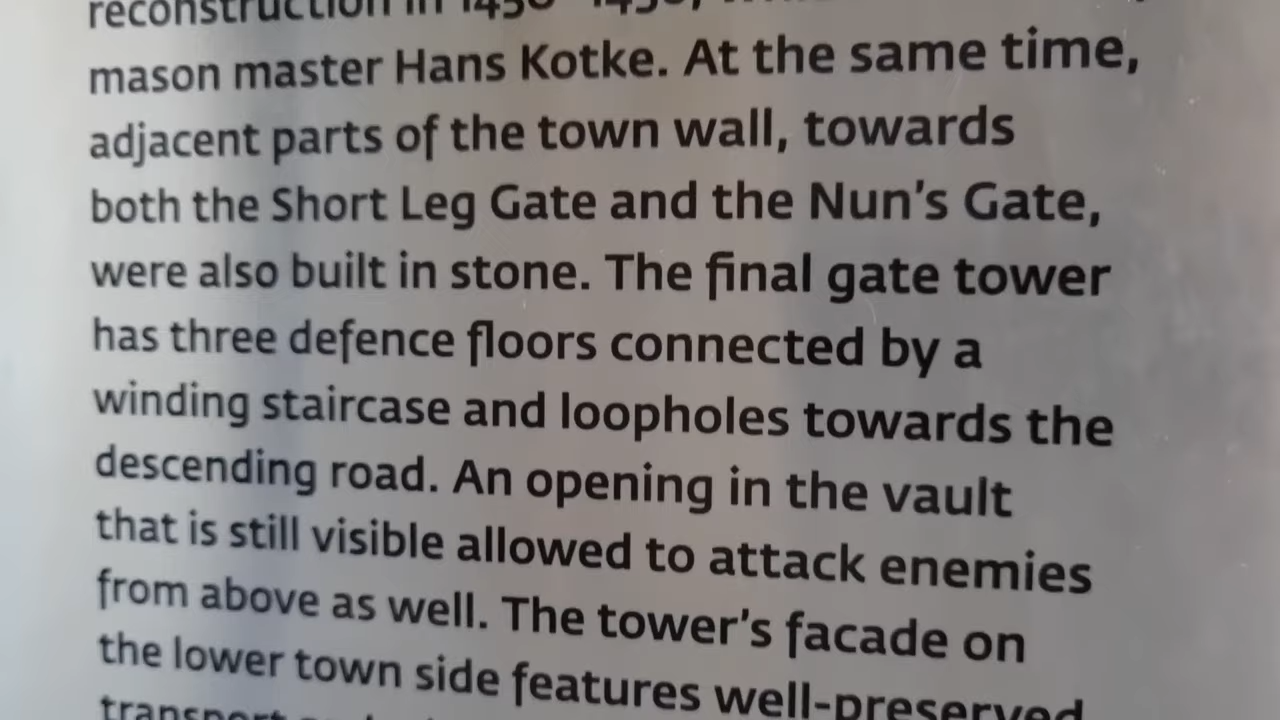 reconstruction in
mason master Hans Kotke. At the same time,
adjacent parts of the town wall, towards
both the Short Leg Gate and the Nun's Gate,
were also built in stone. The final gate tower
has three defence floors connected by a
winding staircase and loopholes towards the
descending road. An opening in the vault
that is still visible allowed to attack enemies
from above as well. The tower's facade on
the lower town side features well-preserved
transport